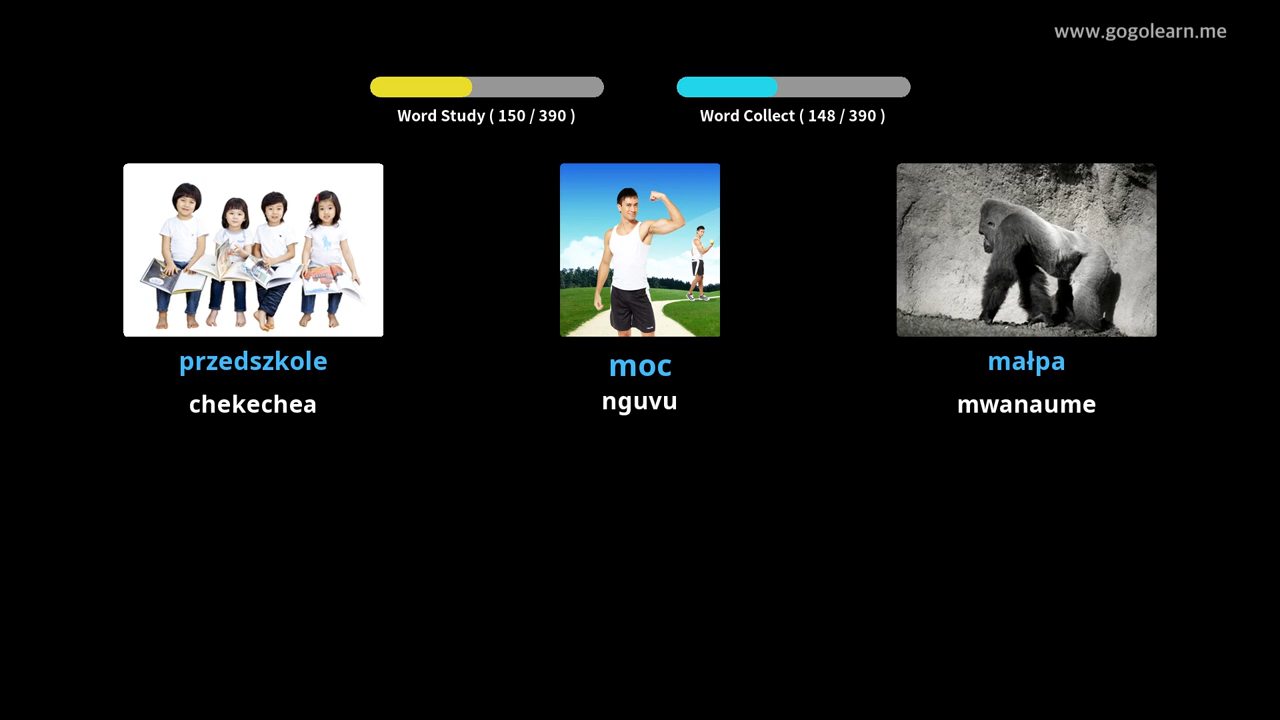 www.gogolearn.me
Word Study ( 150 / 390 )
Word Collect ( 148 / 390 )
przedszkole
chekechea
moc
nguvu
małpa
mwanaume